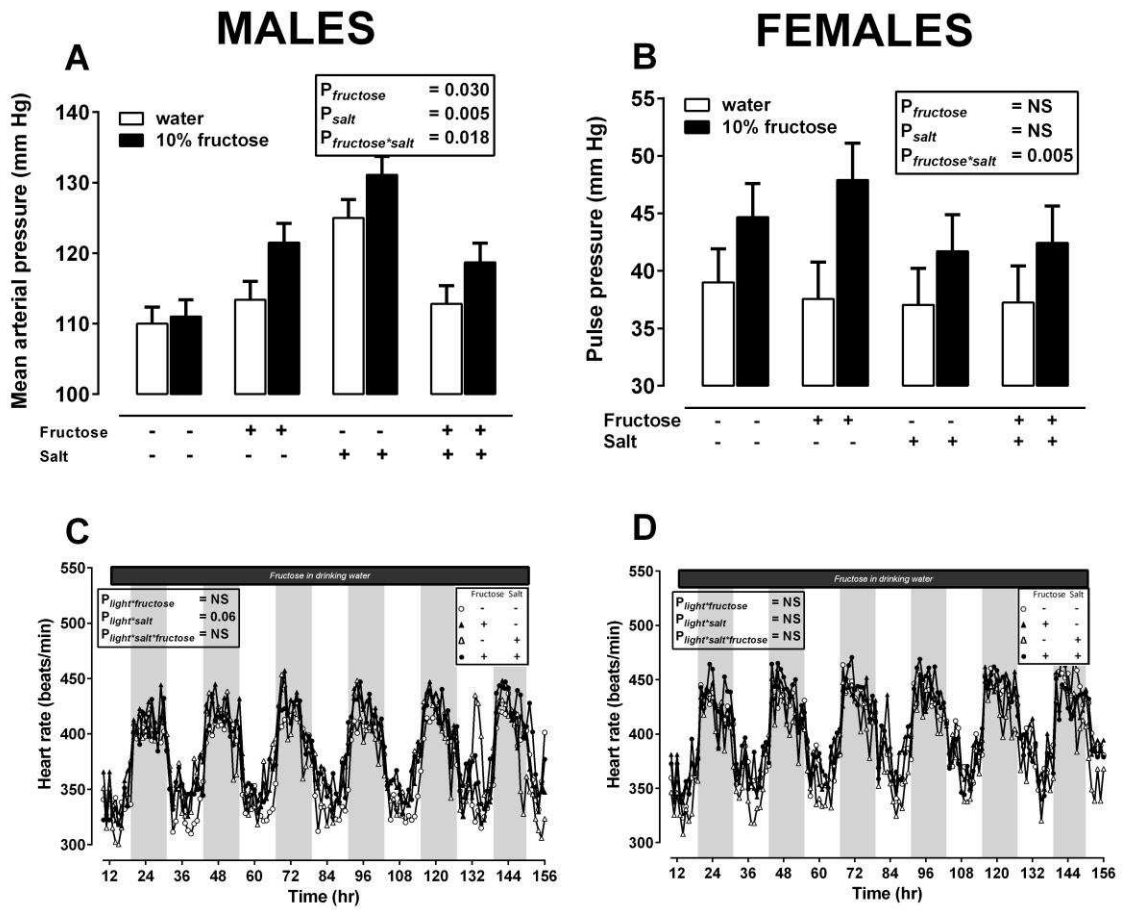 MALES
FEMALES
A
P fructose = 0.030
P salt = 0.005
P fructose*salt = 0.018
water
10% fructose
Mean arterial pressure (mm Hg)
140
130
120
110
100
Fructose - - + + - - + +
Salt - - - - + + + +
B
P fructose = NS
P salt = NS
P fructose*salt = 0.005
water
10% fructose
Pulse pressure (mm Hg)
55
50
45
40
35
30
Fructose - - + + - - + +
Salt - - - - + + + +
C
Fructose in drinking water
P light*fructose = NS
P light*salt = 0.06
P light*salt*fructose = NS
Fructose Salt
- -
+ -
- +
+ +
Heart rate (beats/min)
550
500
450
400
350
300
12 24 36 48 60 72 84 96 108 120 132 144 156
Time (hr)
D
Fructose in drinking water
P light*fructose = NS
P light*salt = NS
P light*salt*fructose = NS
Fructose Salt
- -
+ -
- +
+ +
Heart rate (beats/min)
550
500
450
400
350
300
12 24 36 48 60 72 84 96 108 120 132 144 156
Time (hr)